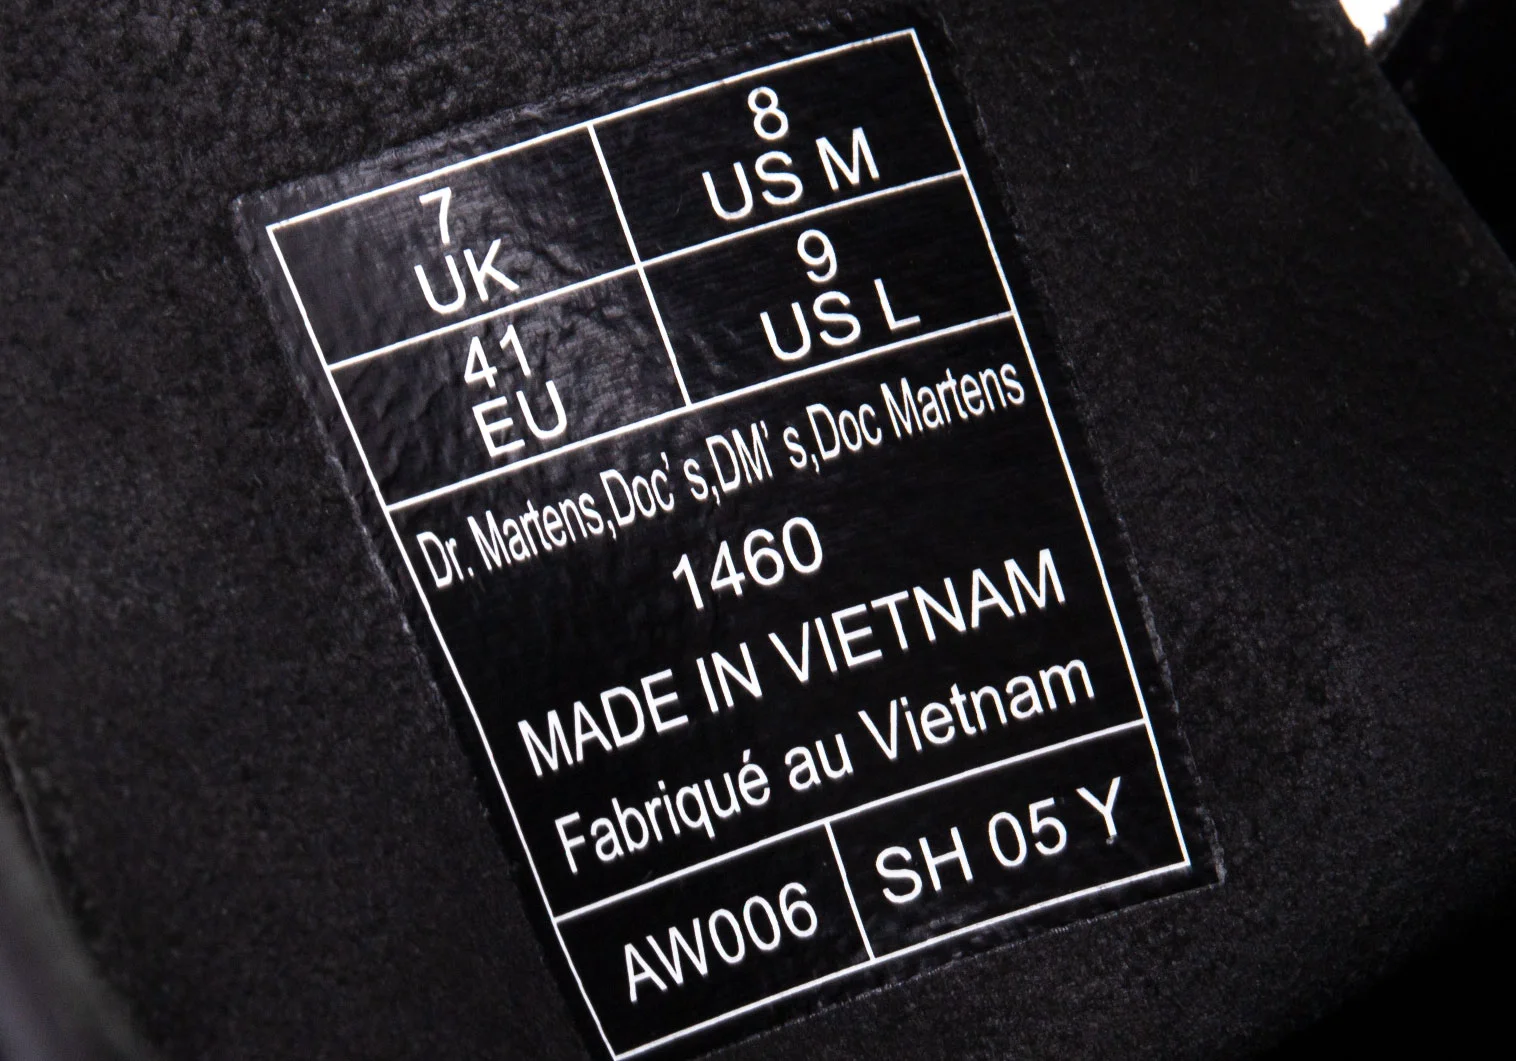 7
UK
8
US M
41
EU
9
US L
Dr. Martens,Doc' s,DM' s,Doc Martens
1460
MADE IN VIETNAM
Fabriqué au Vietnam
AW006
SH 05 Y